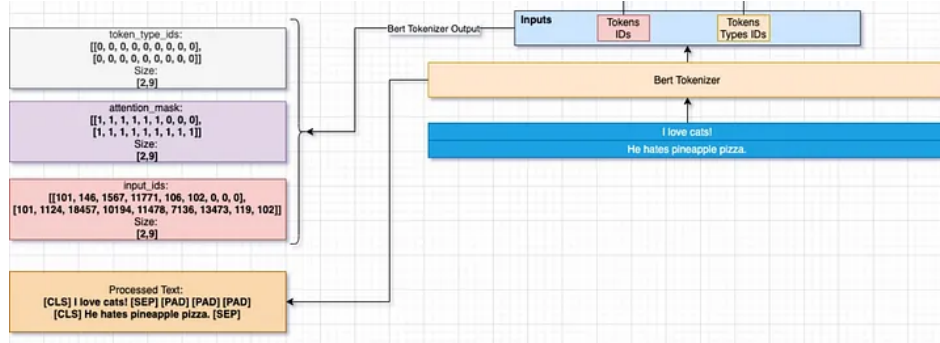 token_type_ids:
[[0, 0, 0, 0, 0, 0, 0, 0, 0],
[0, 0, 0, 0, 0, 0, 0, 0, 0]]
Size:
[2,9]
attention_mask:
[[1, 1, 1, 1, 1, 1, 0, 0, 0],
[1, 1, 1, 1, 1, 1, 1, 1, 1]]
Size:
[2,9]
input_ids:
[[101, 146, 1567, 11771, 106, 102, 0, 0, 0],
[101, 1124, 18457, 10194, 11478, 7136, 13473, 119, 102]]
Size:
[2,9]
Processed Text:
[CLS] I love cats! [SEP] [PAD] [PAD] [PAD]
[CLS] He hates pineapple pizza. [SEP]
Bert Tokenizer Output
Inputs
Tokens
IDs
Tokens
Types IDs
Bert Tokenizer
I love cats!
He hates pineapple pizza.